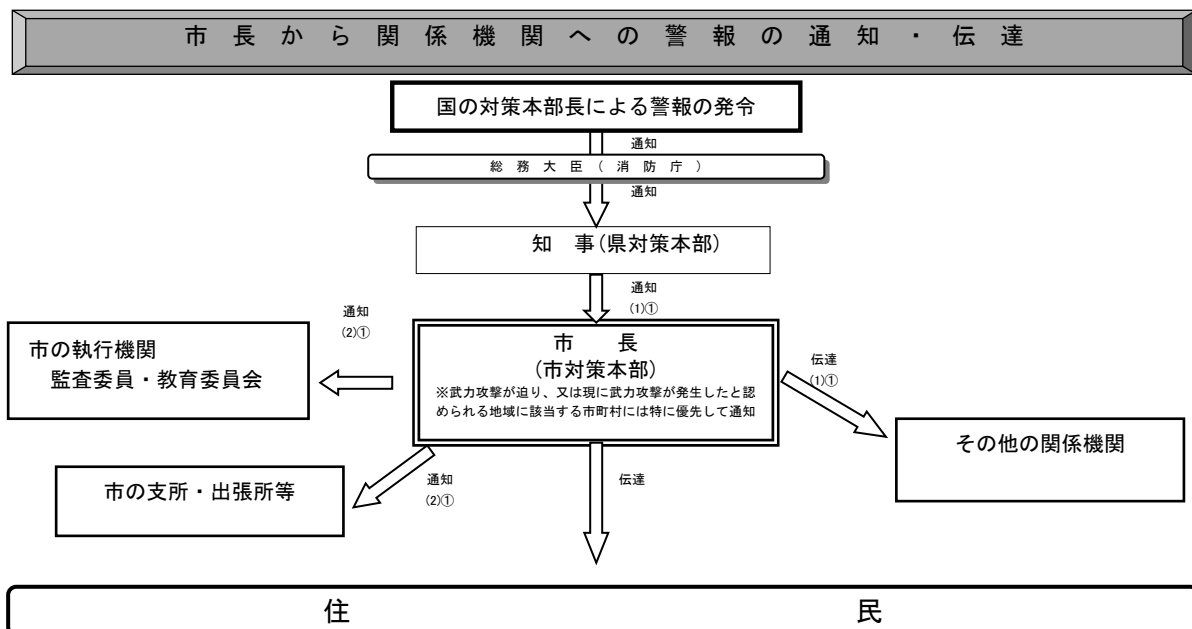 市長から関係機関への警報の通知・伝達
国の対策本部長による警報の発令
通知
総務大臣(消防庁)
通知
知　事(県対策本部)
通知
(1)①
通知
(2)①
市の執行機関
監査委員・教育委員会
市　　長
(市対策本部)
※武力攻撃が迫り、又は現に武力攻撃が発生したと認
められる地域に該当する市町村には特に優先して通知
伝達
(1)①
その他の関係機関
市の支所・出張所等
通知
(2)①
伝達
住　　民